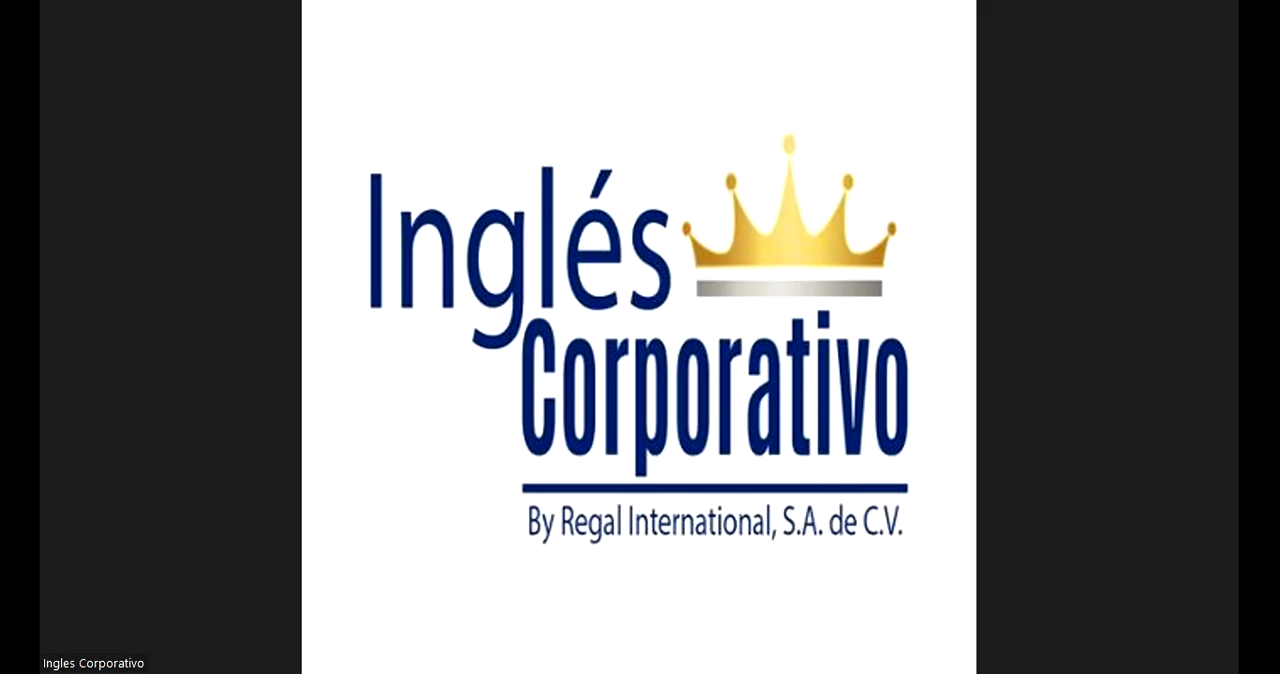 Inglés
Corporativo
By Regal International, S.A. de C.V.
Ingles Corporativo